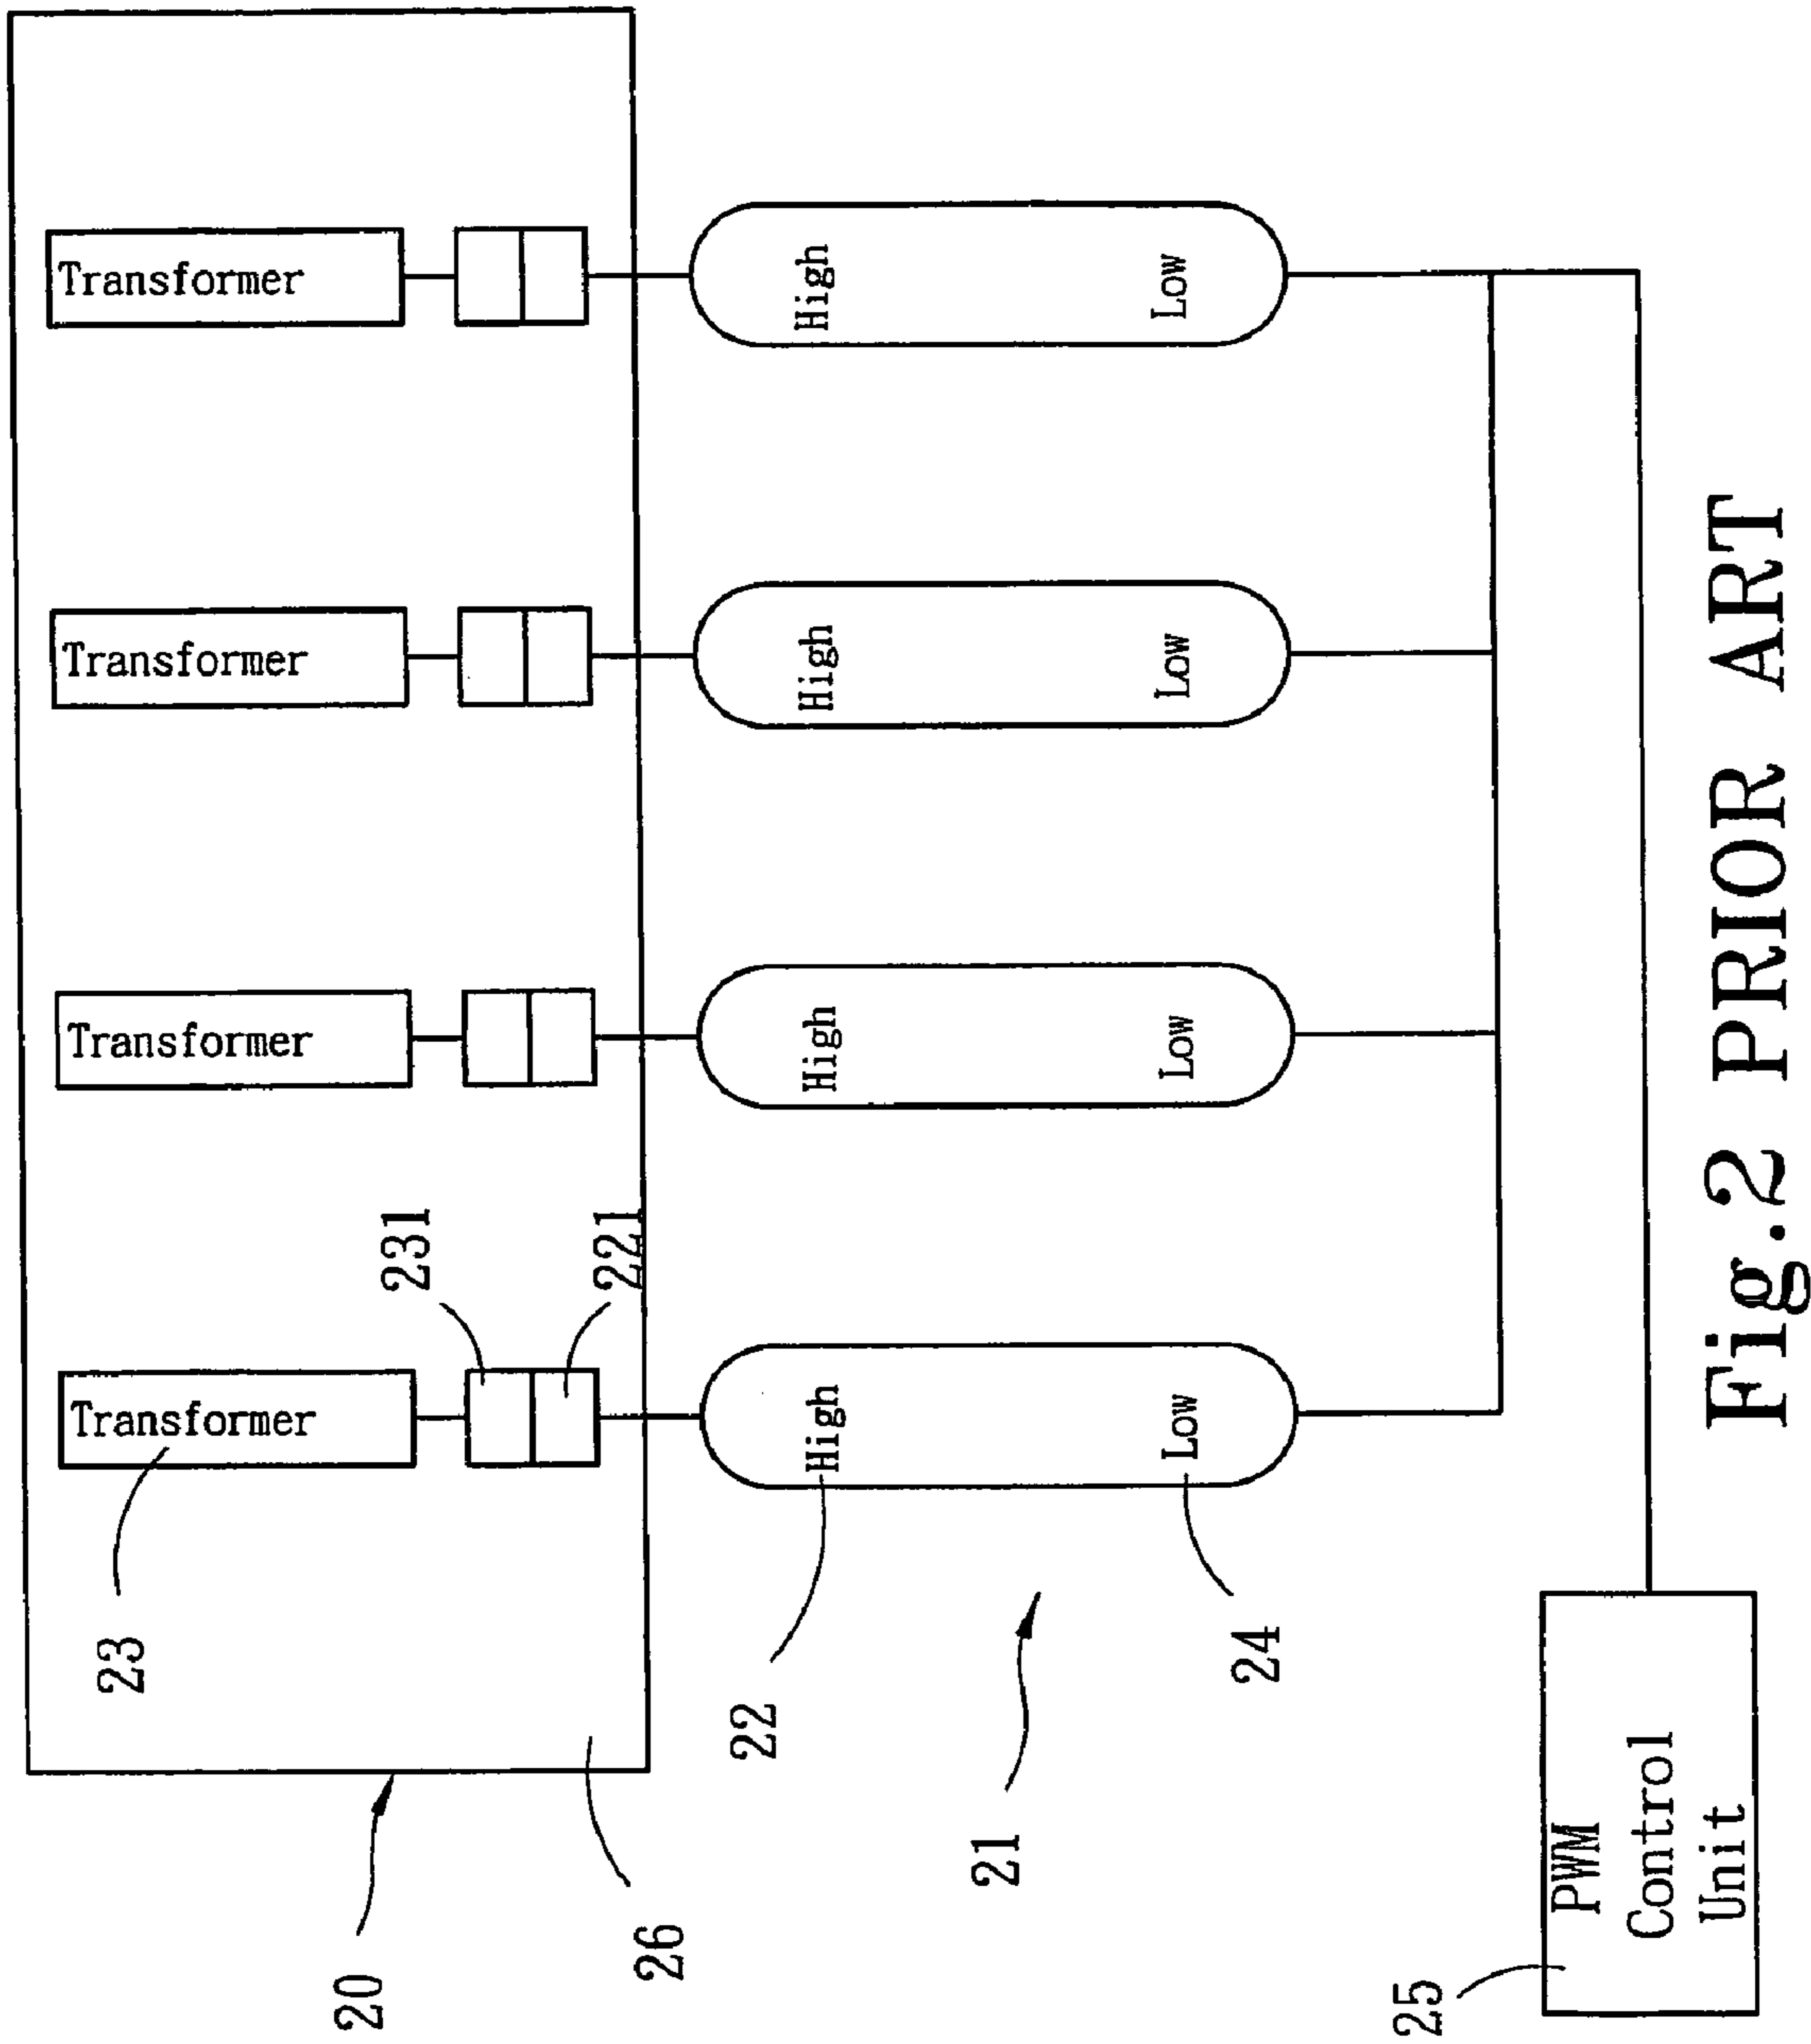 Transformer
Transformer
Transformer
Transformer
23
231
221
20
26
High
High
High
High
22
21
Low
Low
Low
Low
24
25
PWM
Control
Unit
Fig.2 PRIOR ART